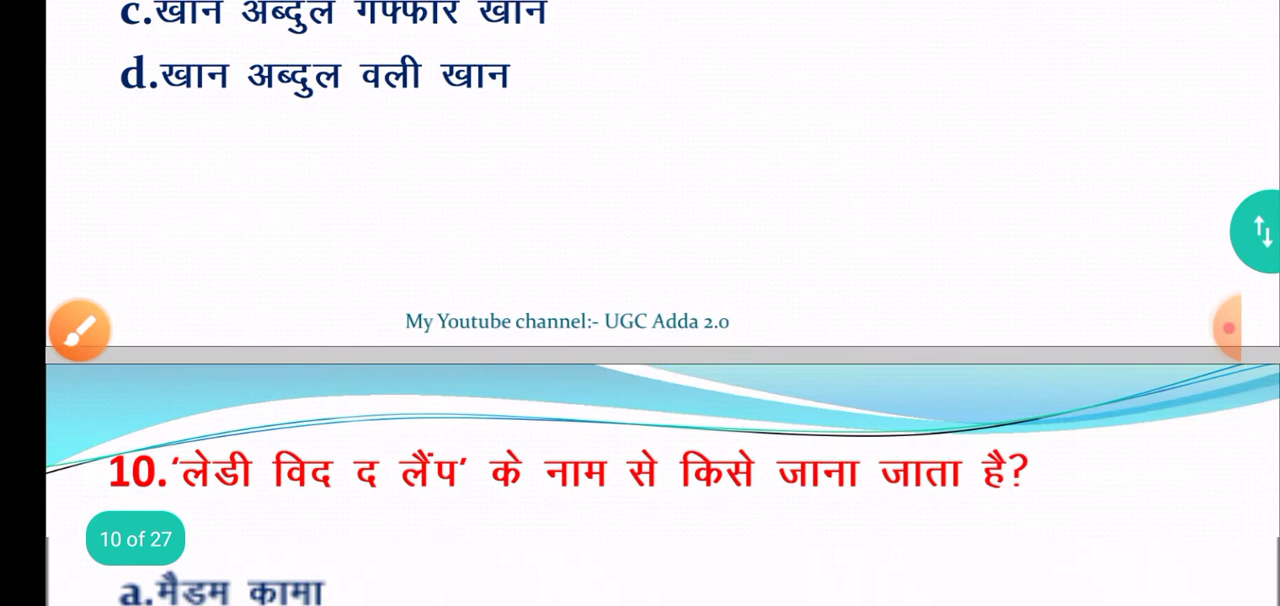 c.खान अब्दुल गफ्फार खान
d.खान अब्दुल वली खान
My Youtube channel:- UGC Adda 2.0
10.‘लेडी विद द लैंप’ के नाम से किसे जाना जाता है?
10 of 27
a.मैडम कामा